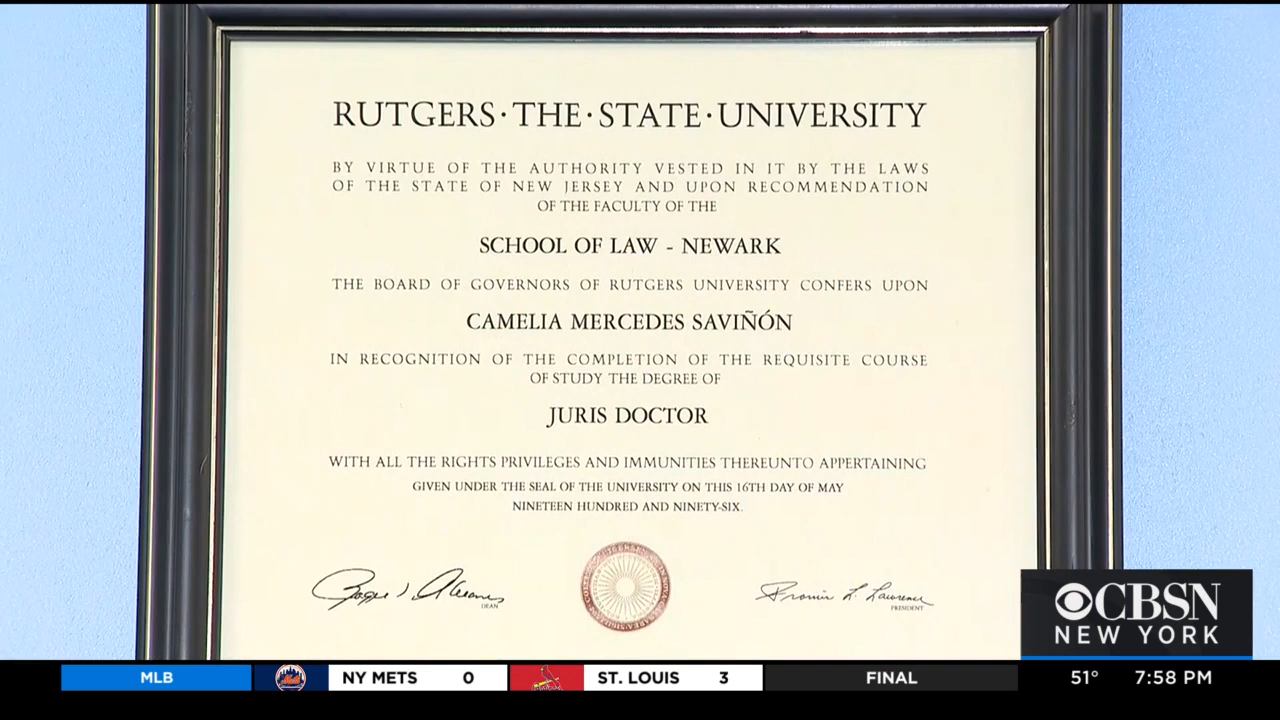 RUTGERS·THE·STATE·UNIVERSITY
BY VIRTUE OF THE AUTHORITY VESTED IN IT BY THE LAWS
OF THE STATE OF NEW JERSEY AND UPON RECOMMENDATION
OF THE FACULTY OF THE
SCHOOL OF LAW - NEWARK
THE BOARD OF GOVERNORS OF RUTGERS UNIVERSITY CONFERS UPON
CAMELIA MERCEDES SAVIÑÓN
IN RECOGNITION OF THE COMPLETION OF THE REQUISITE COURSE
OF STUDY THE DEGREE OF
JURIS DOCTOR
WITH ALL THE RIGHTS PRIVILEGES AND IMMUNITIES THEREUNTO APPERTAINING
GIVEN UNDER THE SEAL OF THE UNIVERSITY ON THIS 16TH DAY OF MAY
NINETEEN HUNDRED AND NINETY-SIX.
DEAN
PRESIDENT
CBSN
NEW YORK
MLB NY METS 0 ST. LOUIS 3 FINAL 51° 7:58 PM